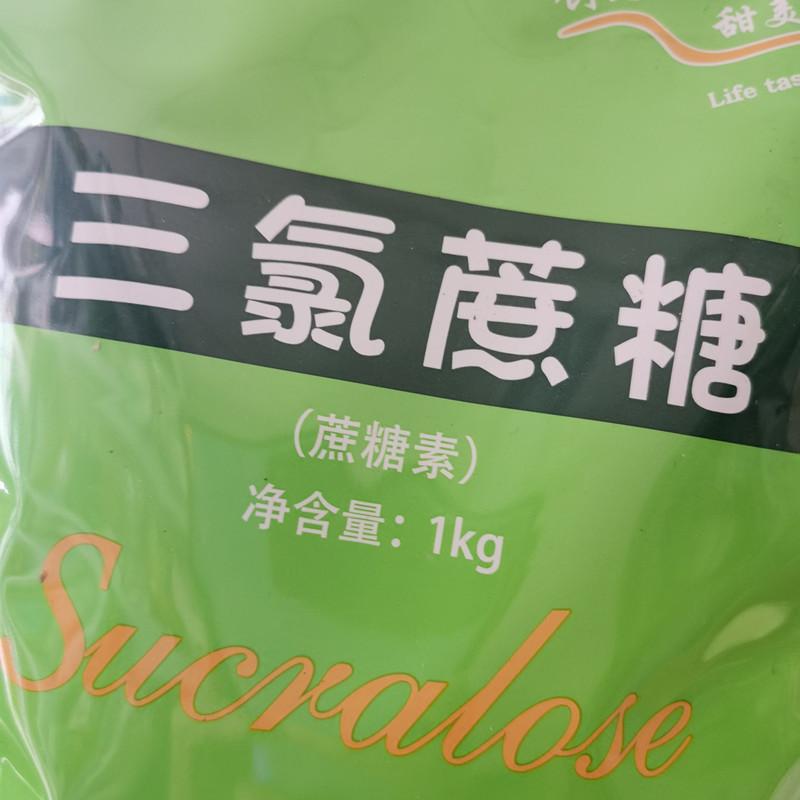 甜美
Life tas
三氯蔗糖
（蔗糖素）
净含量：1kg
Sucralose